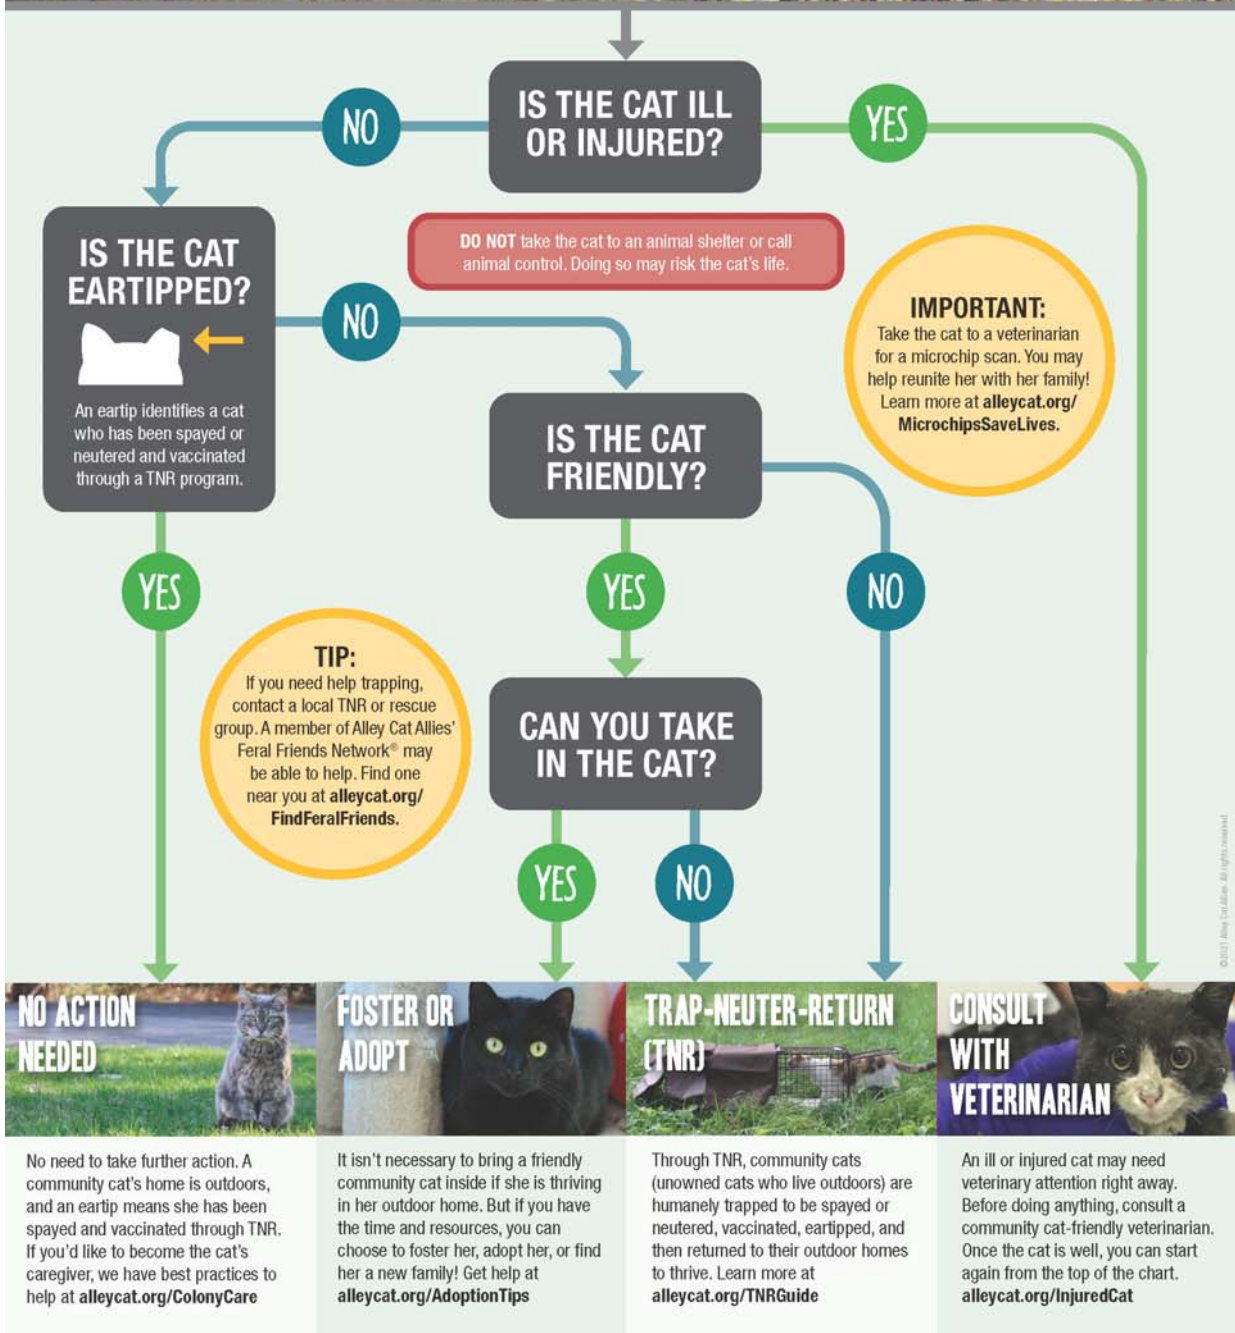 IS THE CAT ILL
OR INJURED?
NO
YES
IS THE CAT
EARTIPPED?
An eartip identifies a cat
who has been spayed or
neutered and vaccinated
through a TNR program.
DO NOT take the cat to an animal shelter or call
animal control. Doing so may risk the cat's life.
IMPORTANT:
Take the cat to a veterinarian
for a microchip scan. You may
help reunite her with her family!
Learn more at alleycat.org/
MicrochipsSaveLives.
NO
IS THE CAT
FRIENDLY?
YES
YES
NO
TIP:
If you need help trapping,
contact a local TNR or rescue
group. A member of Alley Cat Allies'
Feral Friends Network® may
be able to help. Find one
near you at alleycat.org/
FindFeralFriends.
CAN YOU TAKE
IN THE CAT?
YES
NO
©2021 Alley Cat Allies. All rights reserved.
NO ACTION
NEEDED
No need to take further action. A
community cat's home is outdoors,
and an eartip means she has been
spayed and vaccinated through TNR.
If you'd like to become the cat's
caregiver, we have best practices to
help at alleycat.org/ColonyCare
FOSTER OR
ADOPT
It isn't necessary to bring a friendly
community cat inside if she is thriving
in her outdoor home. But if you have
the time and resources, you can
choose to foster her, adopt her, or find
her a new family! Get help at
alleycat.org/AdoptionTips
TRAP-NEUTER-RETURN
(TNR)
Through TNR, community cats
(unowned cats who live outdoors) are
humanely trapped to be spayed or
neutered, vaccinated, eartipped, and
then returned to their outdoor homes
to thrive. Learn more at
alleycat.org/TNRGuide
CONSULT
WITH
VETERINARIAN
An ill or injured cat may need
veterinary attention right away.
Before doing anything, consult a
community cat-friendly veterinarian.
Once the cat is well, you can start
again from the top of the chart.
alleycat.org/InjuredCat